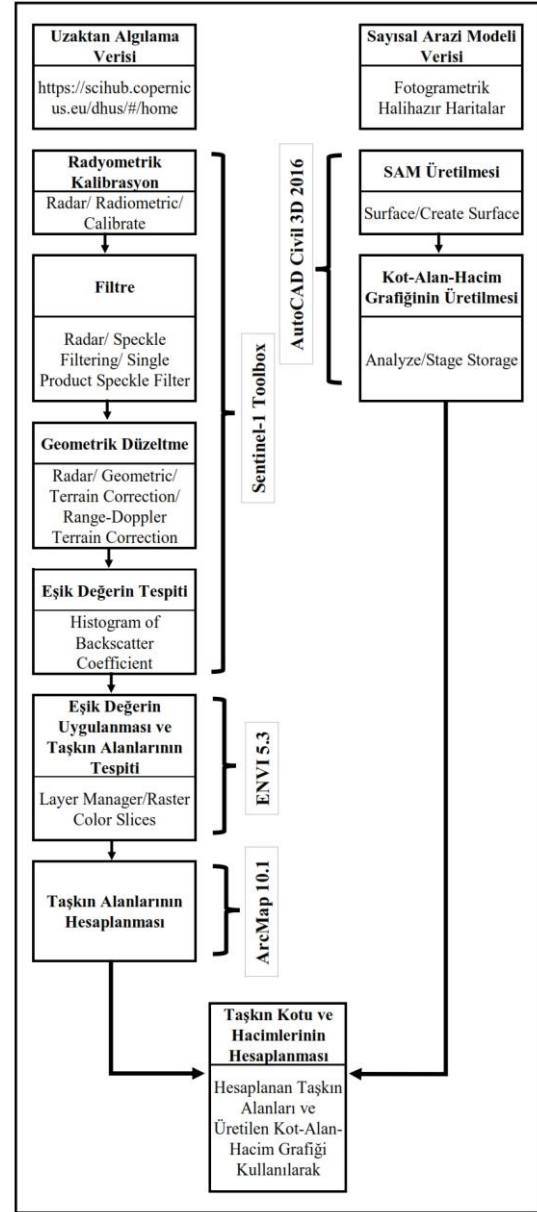 Uzaktan Algılama
Verisi
https://scihub.copernic
us.eu/dhus/#/home
Radyometrik
Kalibrasyon
Radar/ Radiometric/
Calibrate
Filtre
Radar/ Speckle
Filtering/ Single
Product Speckle Filter
Geometrik Düzeltme
Radar/ Geometric/
Terrain Correction/
Range-Doppler
Terrain Correction
Eşik Değerin Tespiti
Histogram of
Backscatter
Coefficient
Sentinel-1 Toolbox
Eşik Değerin
Uygulanması ve
Taşkın Alanlarının
Tespiti
Layer Manager/Raster
Color Slices
ENVI 5.3
Taşkın Alanlarının
Hesaplanması
ArcMap 10.1
Sayısal Arazi Modeli
Verisi
Fotogrametrik
Halihazır Haritalar
AutoCAD Civil 3D 2016
SAM Üretilmesi
Surface/Create Surface
Kot-Alan-Hacim
Grafiğinin Üretilmesi
Analyze/Stage Storage
Taşkın Kotu ve
Hacimlerinin
Hesaplanması
Hesaplanan Taşkın
Alanları ve
Üretilen Kot-Alan-
Hacim Grafiği
Kullanılarak